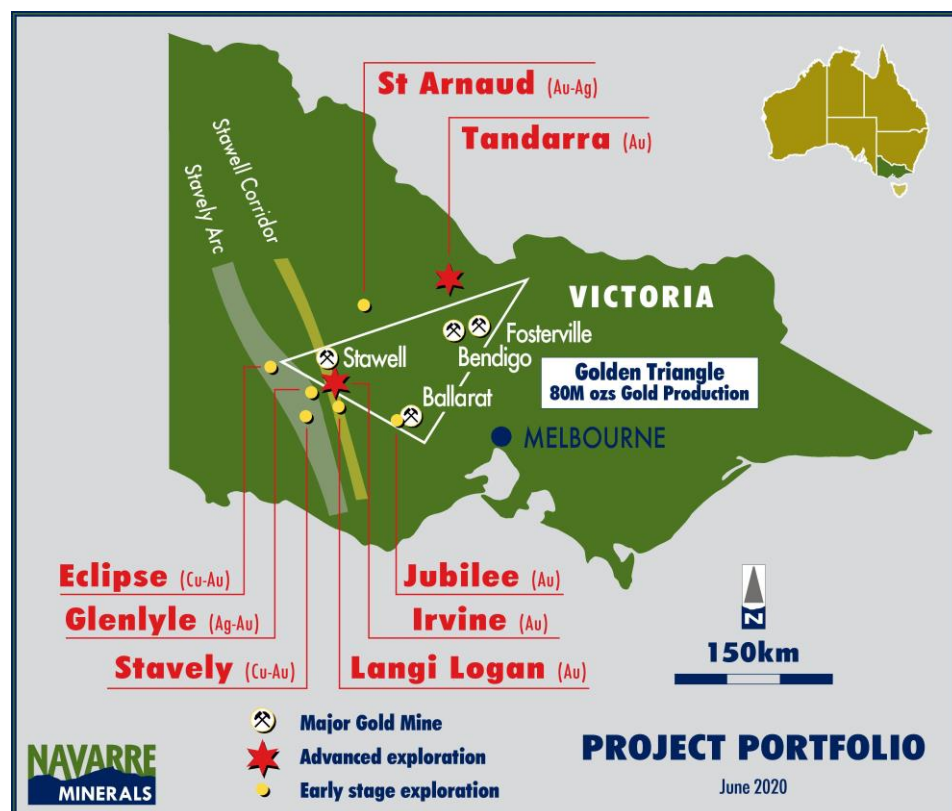 St Arnaud (Au-Ag)
Tandarra (Au)
Stawell Corridor
Stavely Arc
VICTORIA
Fosterville
Bendigo
Stawell
Golden Triangle
80M ozs Gold Production
Ballarat
MELBOURNE
Eclipse (Cu-Au)
Jubilee (Au)
Glenlyle (Ag-Au)
Irvine (Au)
Stavely (Cu-Au)
Langi Logan (Au)
N
150km
Major Gold Mine
Advanced exploration
Early stage exploration
NAVARRE
MINERALS
PROJECT PORTFOLIO
June 2020